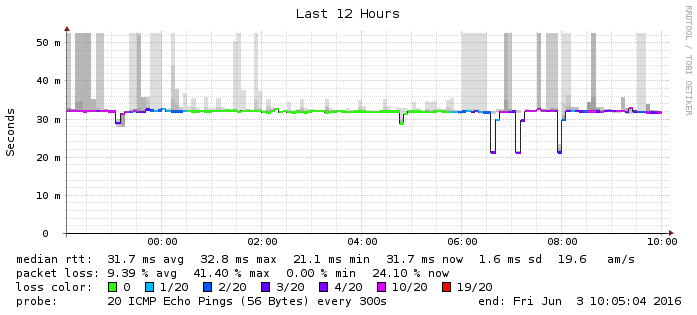 Last 12 Hours
RRDTOOL / TOBI OETIKER
Seconds
50 m
40 m
30 m
20 m
10 m
0
00:00 02:00 04:00 06:00 08:00 10:00
median rtt: 31.7 ms avg 32.8 ms max 21.1 ms min 31.7 ms now 1.6 ms sd 19.6 am/s
packet loss: 9.39 % avg 41.40 % max 0.00 % min 24.10 % now
loss color: 0 1/20 2/20 3/20 4/20 10/20 19/20
probe: 20 ICMP Echo Pings (56 Bytes) every 300s end: Fri Jun 3 10:05:04 2016